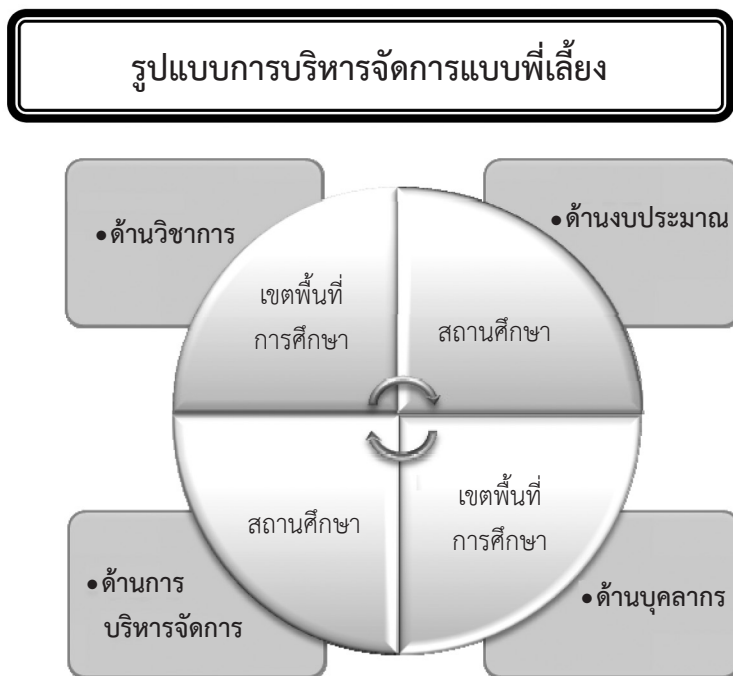 รูปแบบการบริหารจัดการแบบพี่เลี้ยง
•ด้านวิชาการ
•ด้านงบประมาณ
เขตพื้นที่
การศึกษา
สถานศึกษา
สถานศึกษา
เขตพื้นที่
การศึกษา
•ด้านการ
บริหารจัดการ
•ด้านบุคลากร